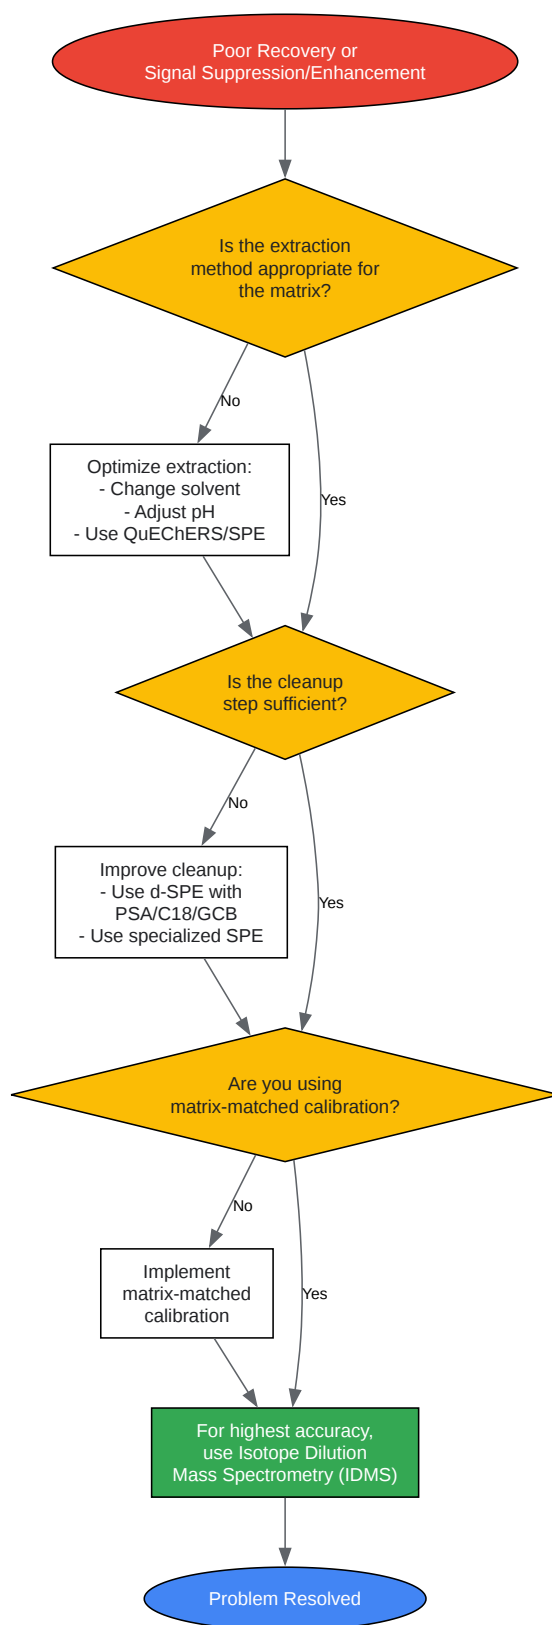 Poor Recovery or
Signal Suppression/Enhancement
Is the extraction
method appropriate for
the matrix?
No
Yes
Optimize extraction:
- Change solvent
- Adjust pH
- Use QuEChERS/SPE
Is the cleanup
step sufficient?
No
Yes
Improve cleanup:
- Use d-SPE with
PSA/C18/GCB
- Use specialized SPE
Are you using
matrix-matched calibration?
No
Yes
Implement
matrix-matched
calibration
For highest accuracy,
use Isotope Dilution
Mass Spectrometry (IDMS)
Problem Resolved